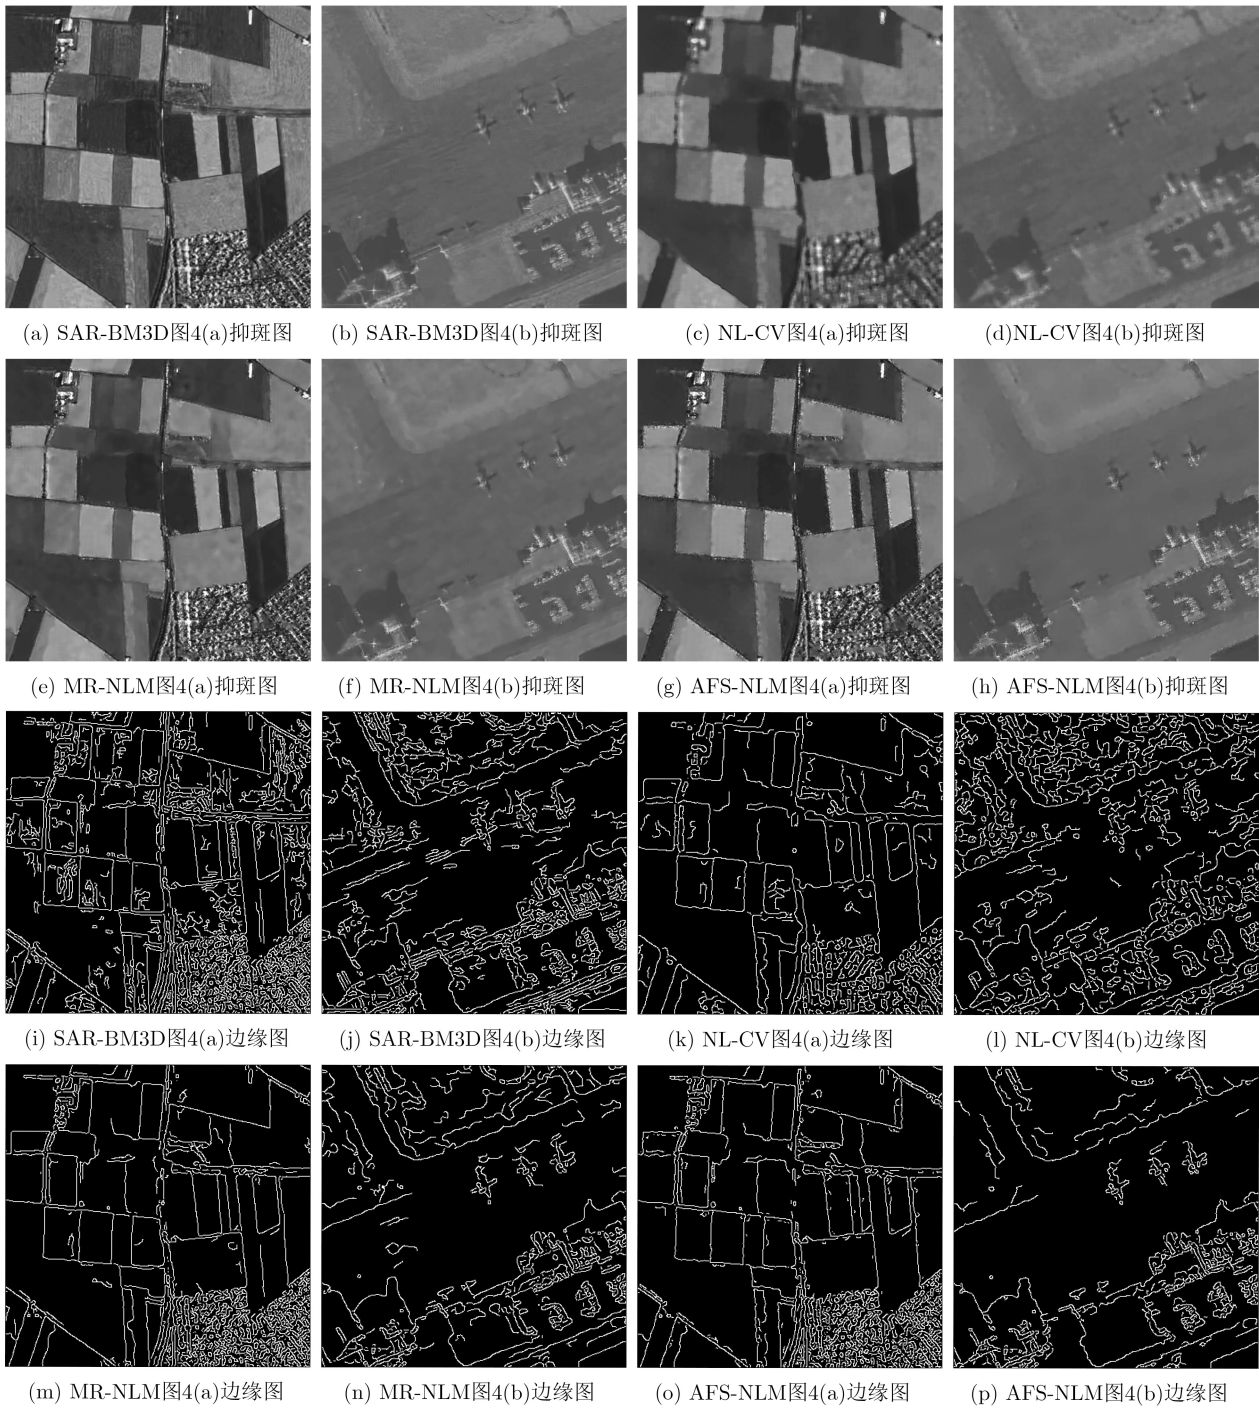 (a) SAR-BM3D图4(a)抑斑图
(b) SAR-BM3D图4(b)抑斑图
(c) NL-CV图4(a)抑斑图
(d)NL-CV图4(b)抑斑图
(e) MR-NLM图4(a)抑斑图
(f) MR-NLM图4(b)抑斑图
(g) AFS-NLM图4(a)抑斑图
(h) AFS-NLM图4(b)抑斑图
(i) SAR-BM3D图4(a)边缘图
(j) SAR-BM3D图4(b)边缘图
(k) NL-CV图4(a)边缘图
(l) NL-CV图4(b)边缘图
(m) MR-NLM图4(a)边缘图
(n) MR-NLM图4(b)边缘图
(o) AFS-NLM图4(a)边缘图
(p) AFS-NLM图4(b)边缘图